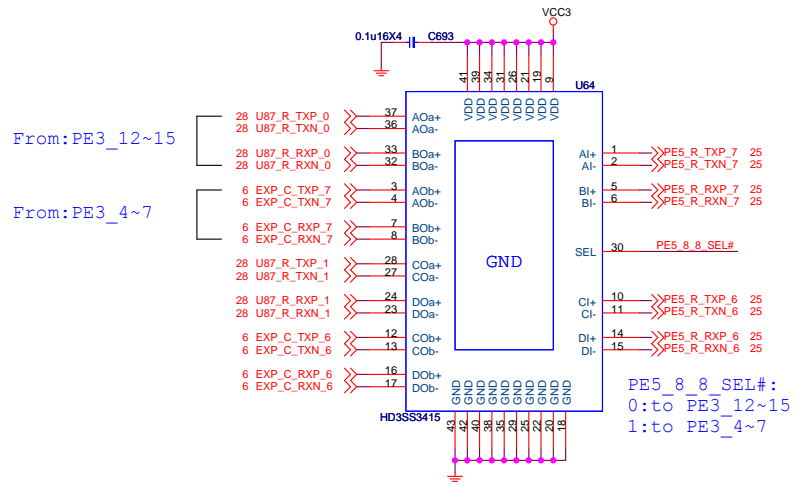 VCC3
0.1u16X4 C693
41 39 34 31 26 21 19 9
U64
VDD VDD VDD VDD VDD VDD VDD VDD
From:PE3_12~15
28 U87_R_TXP_0 37 AOa+
28 U87_R_TXN_0 36 AOa-
28 U87_R_RXP_0 33 BOa+
28 U87_R_RXN_0 32 BOa-
From:PE3_4~7
6 EXP_C_TXP_7 3 AOb+
6 EXP_C_TXN_7 4 AOb-
6 EXP_C_RXP_7 7 BOb+
6 EXP_C_RXN_7 8 BOb-
28 U87_R_TXP_1 28 COa+
28 U87_R_TXN_1 27 COa-
28 U87_R_RXP_1 24 DOa+
28 U87_R_RXN_1 23 DOa-
6 EXP_C_TXP_6 12 COb+
6 EXP_C_TXN_6 13 COb-
6 EXP_C_RXP_6 16 DOb+
6 EXP_C_RXN_6 17 DOb-
GND
AI+ 1 PE5_R_TXP_7 25
AI- 2 PE5_R_TXN_7 25
BI+ 5 PE5_R_RXP_7 25
BI- 6 PE5_R_RXN_7 25
SEL 30 PE5_8_8_SEL#
CI+ 10 PE5_R_TXP_6 25
CI- 11 PE5_R_TXN_6 25
DI+ 14 PE5_R_RXP_6 25
DI- 15 PE5_R_RXN_6 25
PE5_8_8_SEL#:
0:to PE3_12~15
1:to PE3_4~7
GND GND GND GND GND GND GND GND GND GND
HD3SS3415
43 42 40 38 35 29 25 22 20 18